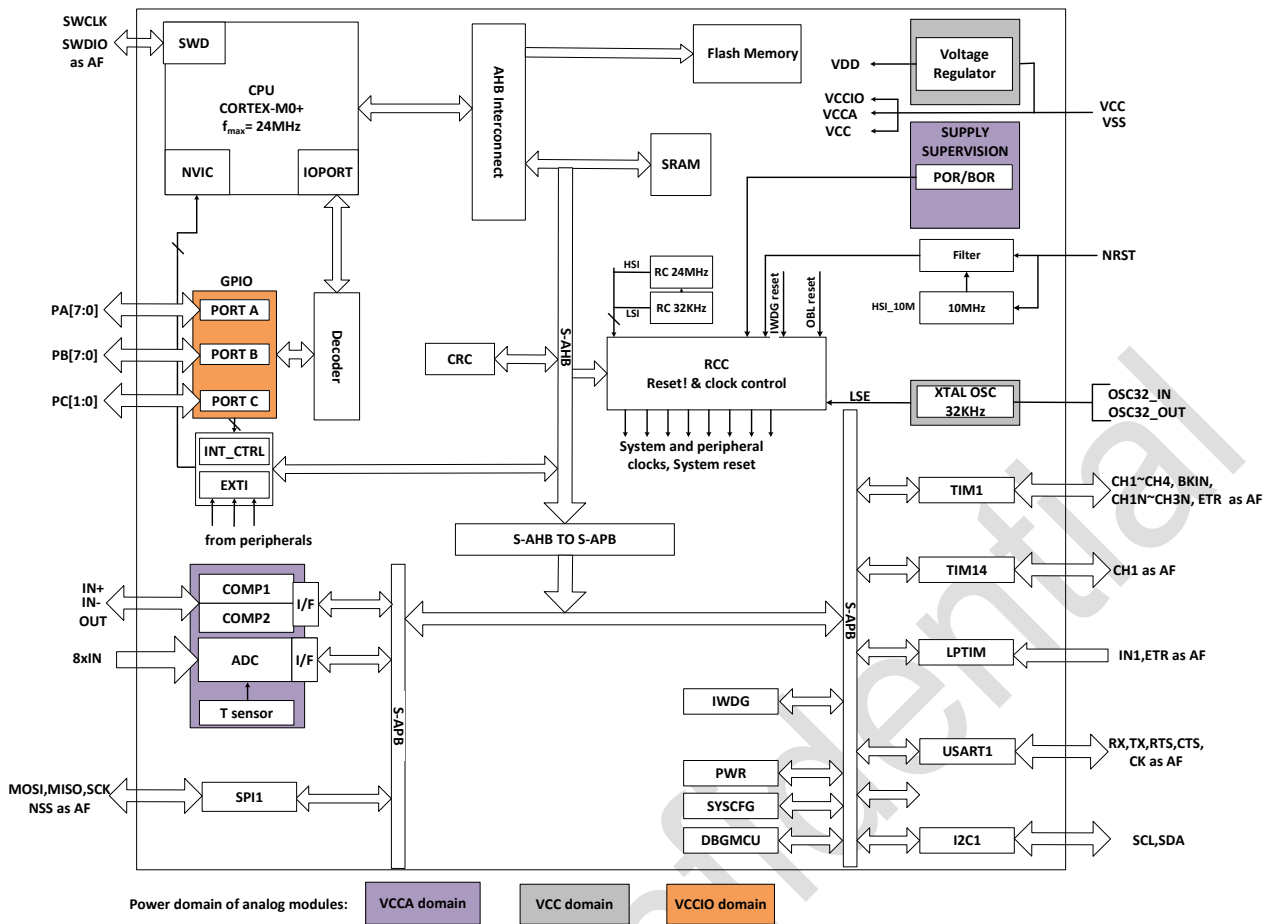 SWCLK
SWDIO
as AF
SWD
CPU
CORTEX-M0+
fmax= 24MHz
NVIC
IOPORT
AHB Interconnect
Flash Memory
SRAM
Voltage
Regulator
VDD
VCCIO
VCCA
VCC
VCC
VSS
SUPPLY
SUPERVISION
POR/BOR
Filter
NRST
HSI_10M
10MHz
GPIO
PA[7:0]
PORT A
PB[7:0]
PORT B
PC[1:0]
PORT C
Decoder
INT_CTRL
EXTI
from peripherals
S-AHB
CRC
HSI
RC 24MHz
LSI
RC 32KHz
IWDG reset
OBL reset
RCC
Reset! & clock control
System and peripheral
clocks, System reset
LSE
XTAL OSC
32KHz
OSC32_IN
OSC32_OUT
S-AHB TO S-APB
IN+
IN-
OUT
COMP1
COMP2
I/F
8xIN
ADC
I/F
T sensor
S-APB
MOSI,MISO,SCK
NSS as AF
SPI1
S-APB
TIM1
CH1~CH4, BKIN,
CH1N~CH3N, ETR as AF
TIM14
CH1 as AF
LPTIM
IN1,ETR as AF
IWDG
USART1
RX,TX,RTS,CTS,
CK as AF
PWR
SYSCFG
DBGMCU
I2C1
SCL,SDA
Power domain of analog modules:
VCCA domain
VCC domain
VCCIO domain